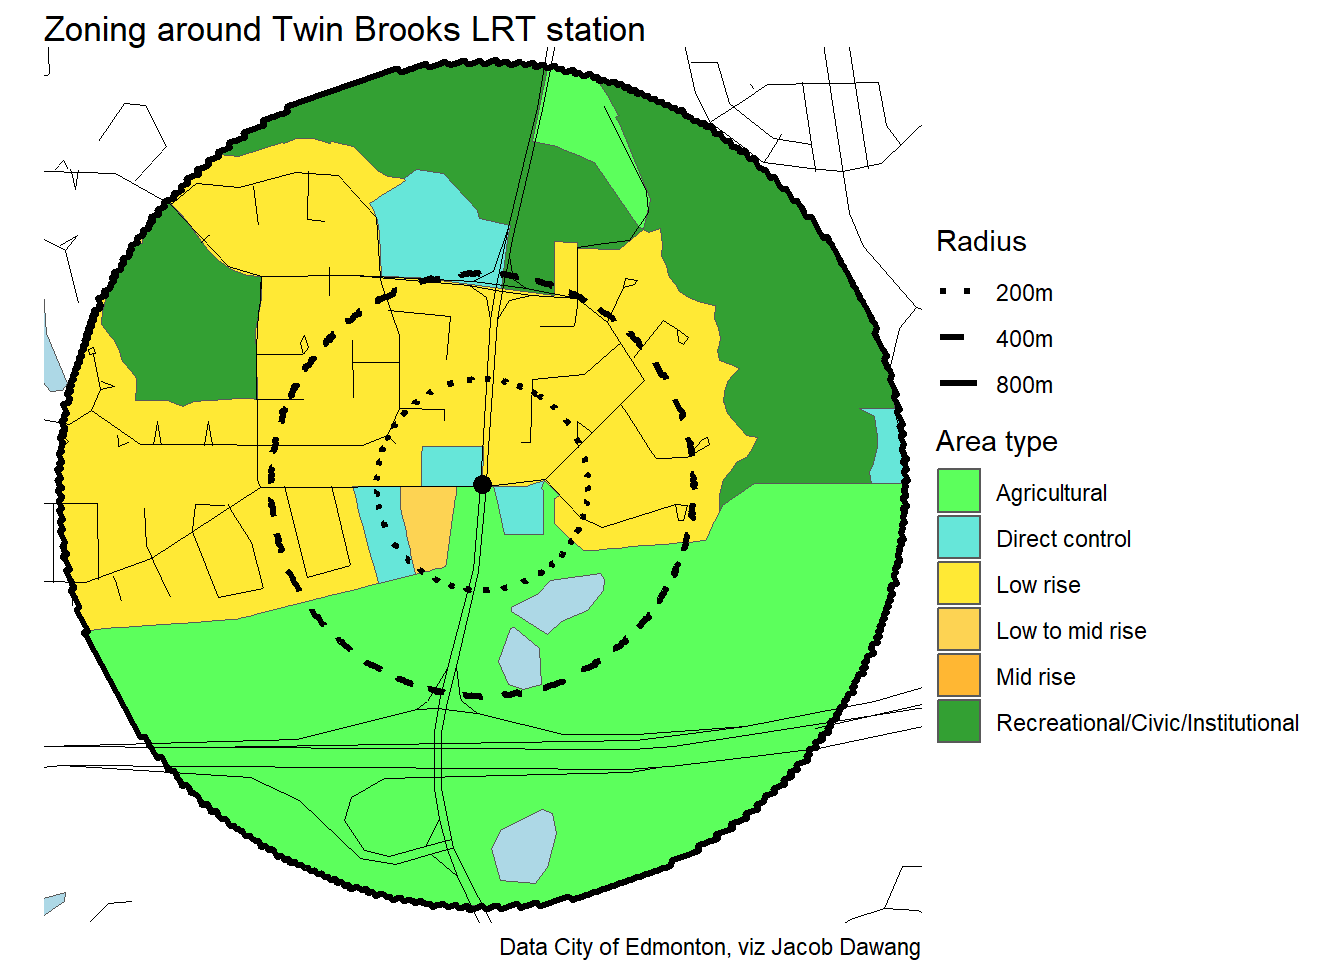 Zoning around Twin Brooks LRT station
Radius
200m
400m
800m
Area type
Agricultural
Direct control
Low rise
Low to mid rise
Mid rise
Recreational/Civic/Institutional
Data City of Edmonton, viz Jacob Dawang